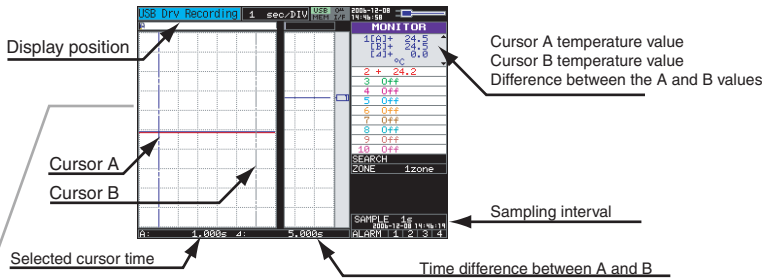 USB Drv Recording 1 sec/DIV USB MEM I/F 2006-12-08 14:46:58
Display position
MONITOR
1[A]+ 24.5
[B]+ 24.5
[⊿]+ 0.0
°C
2 + 24.2
3 Off
4 Off
5 Off
6 Off
7 Off
8 Off
9 Off
10 Off
SEARCH
ZONE 1zone
SAMPLE 1s
2006-12-08 14:46:14
ALARM 1 2 3 4
A: 1.000s ⊿: 5.000s
Cursor A temperature value
Cursor B temperature value
Difference between the A and B values
Cursor A
Cursor B
Sampling interval
Selected cursor time
Time difference between A and B